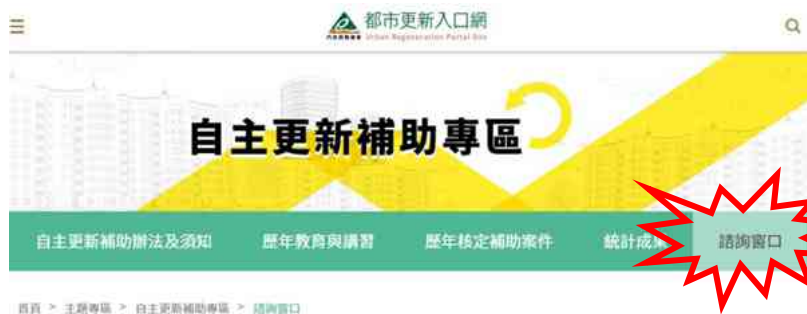 都市更新入口網
Urban Regeneration Portal Site
自主更新補助專區
自主更新補助辦法及須知
歷年教育與講習
歷年核定補助案件
統計成
諮詢窗口
首頁 > 主題專區 > 自主更新補助專區 > 諮詢窗口